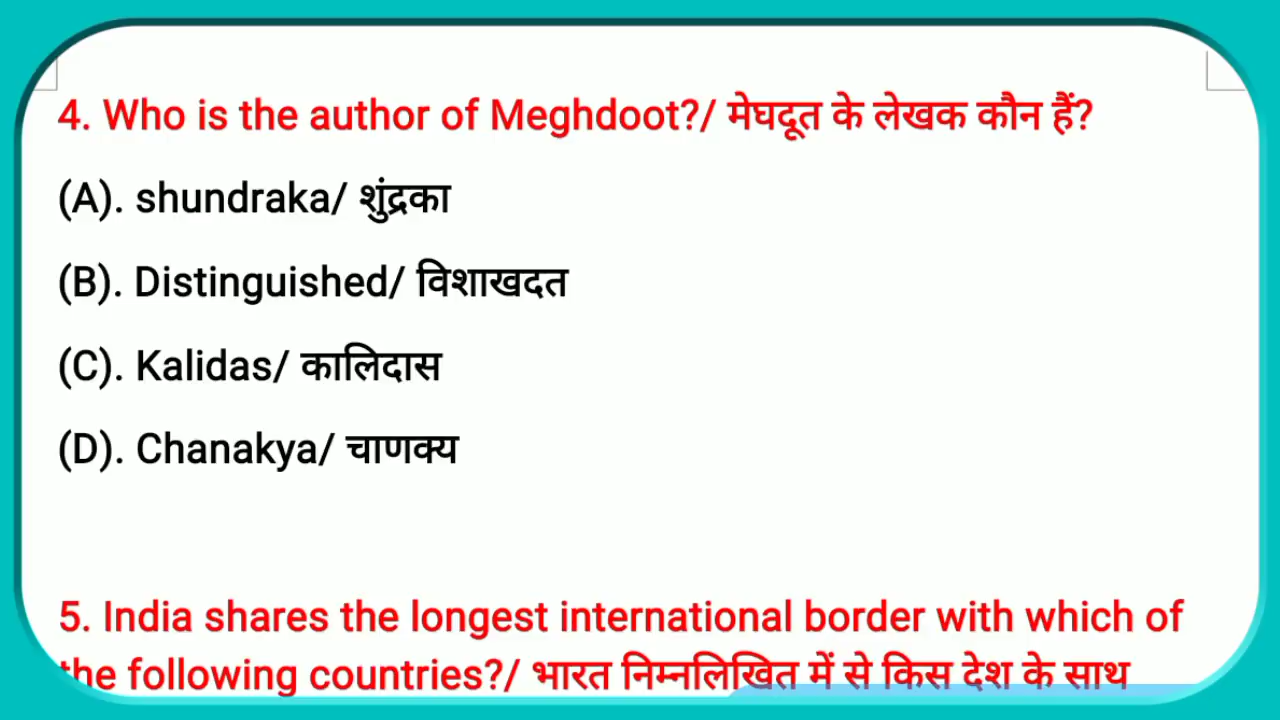 4. Who is the author of Meghdoot?/ मेघदूत के लेखक कौन हैं?
(A). shundraka/ शुंद्रका
(B). Distinguished/ विशाखदत
(C). Kalidas/ कालिदास
(D). Chanakya/ चाणक्य
5. India shares the longest international border with which of
the following countries?/ भारत निम्नलिखित में से किस देश के साथ